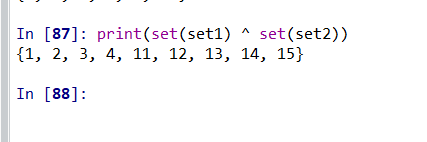 In [87]: print(set(set1) ^ set(set2))
{1, 2, 3, 4, 11, 12, 13, 14, 15}
In [88]: